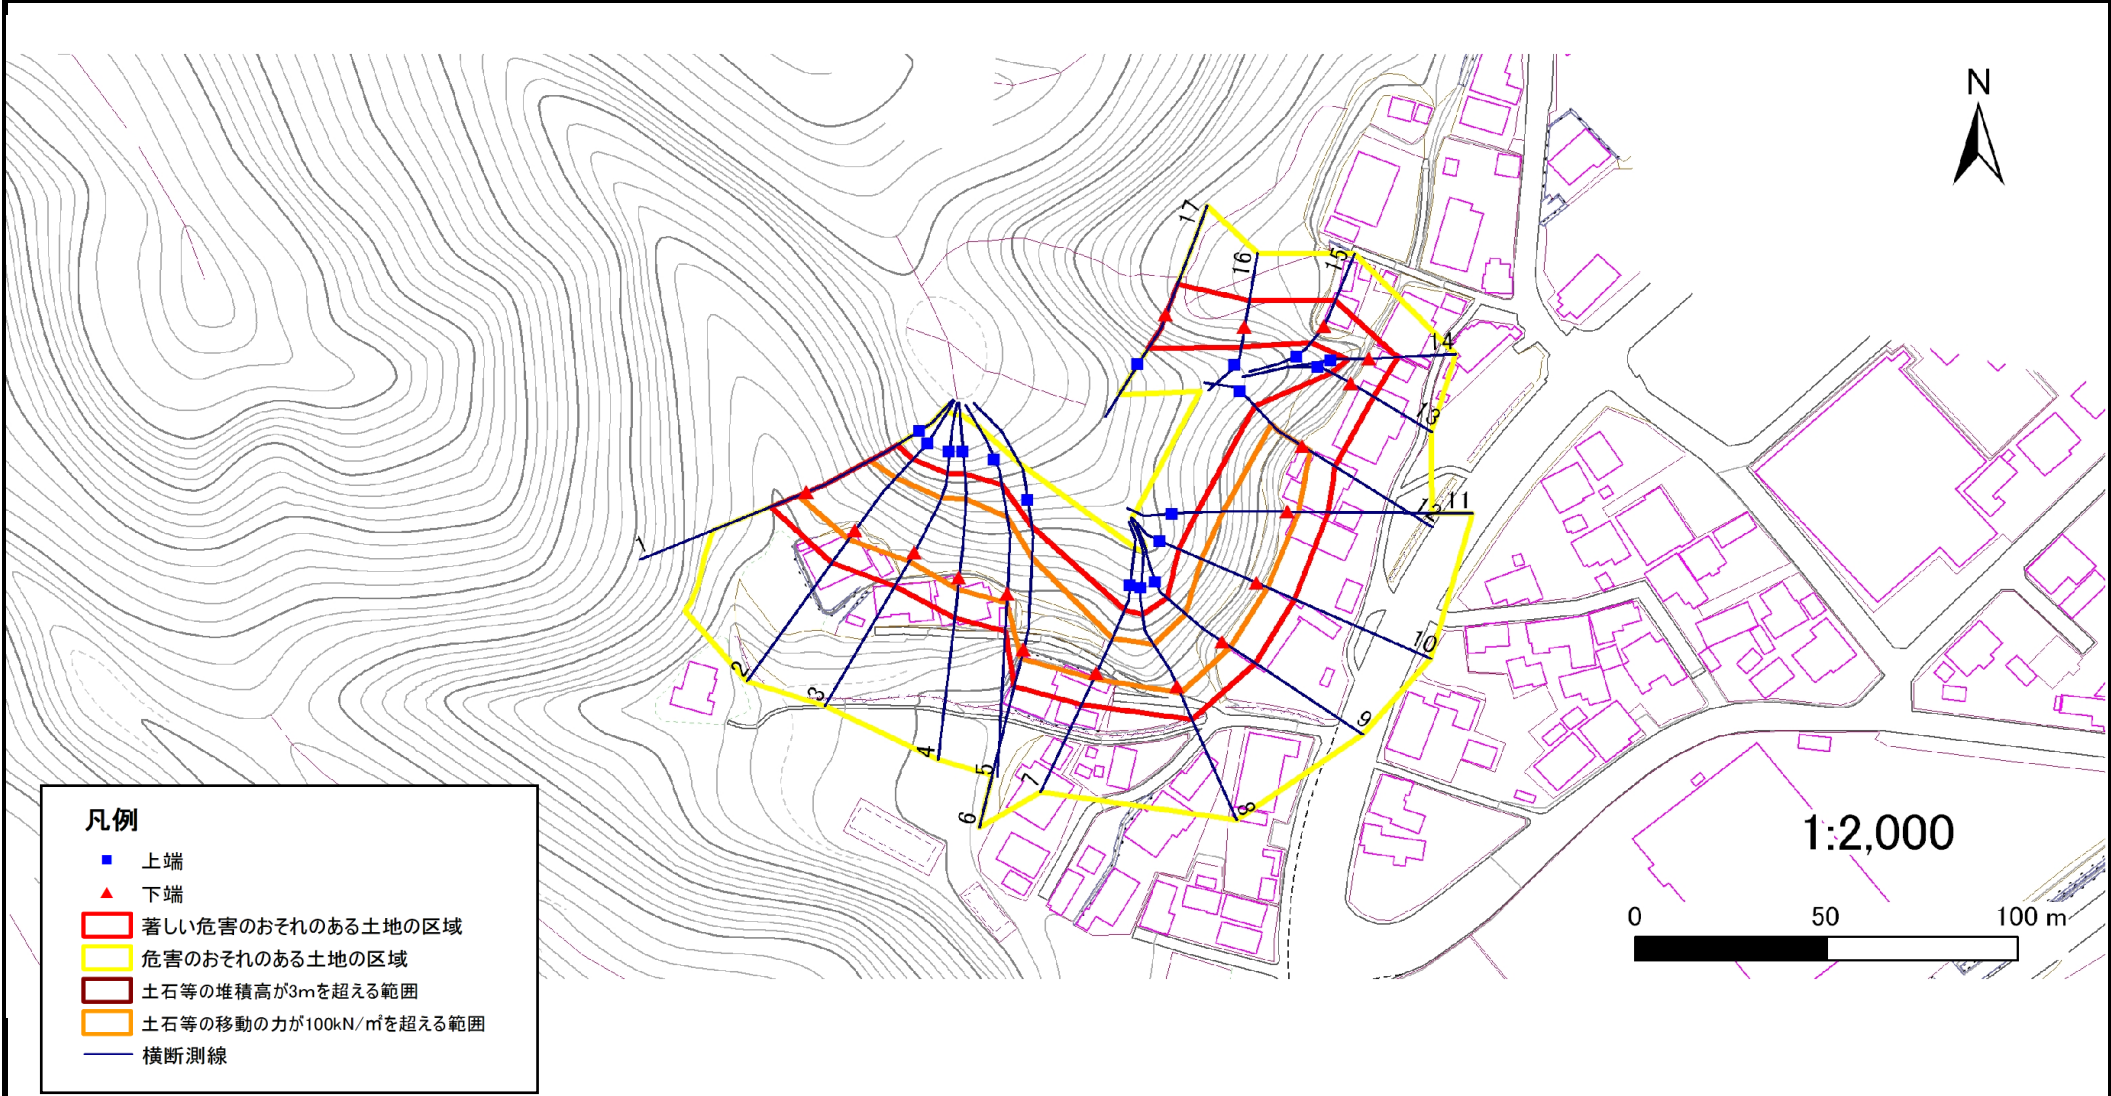 N
17
16
15
14
13
12
11
1
10
2
3
9
4
5
7
8
6
1:2,000
0 50 100 m
凡例
上端
下端
著しい危害のおそれのある土地の区域
危害のおそれのある土地の区域
土石等の堆積高が3mを超える範囲
土石等の移動の力が100kN/㎡を超える範囲
横断測線